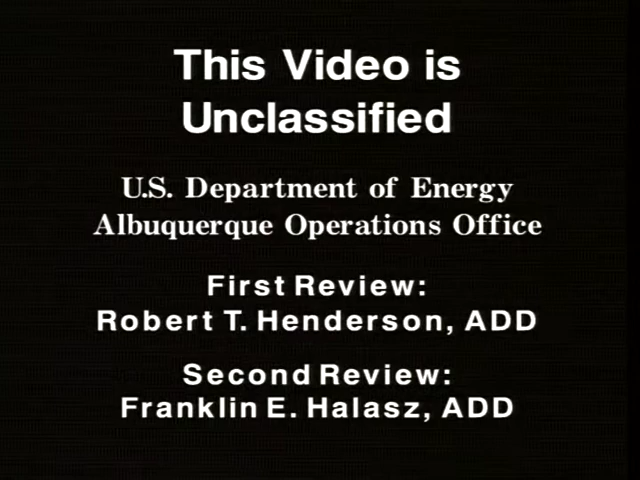 This Video is
Unclassified
U.S. Department of Energy
Albuquerque Operations Office
First Review:
Robert T. Henderson, ADD
Second Review:
Franklin E. Halasz, ADD